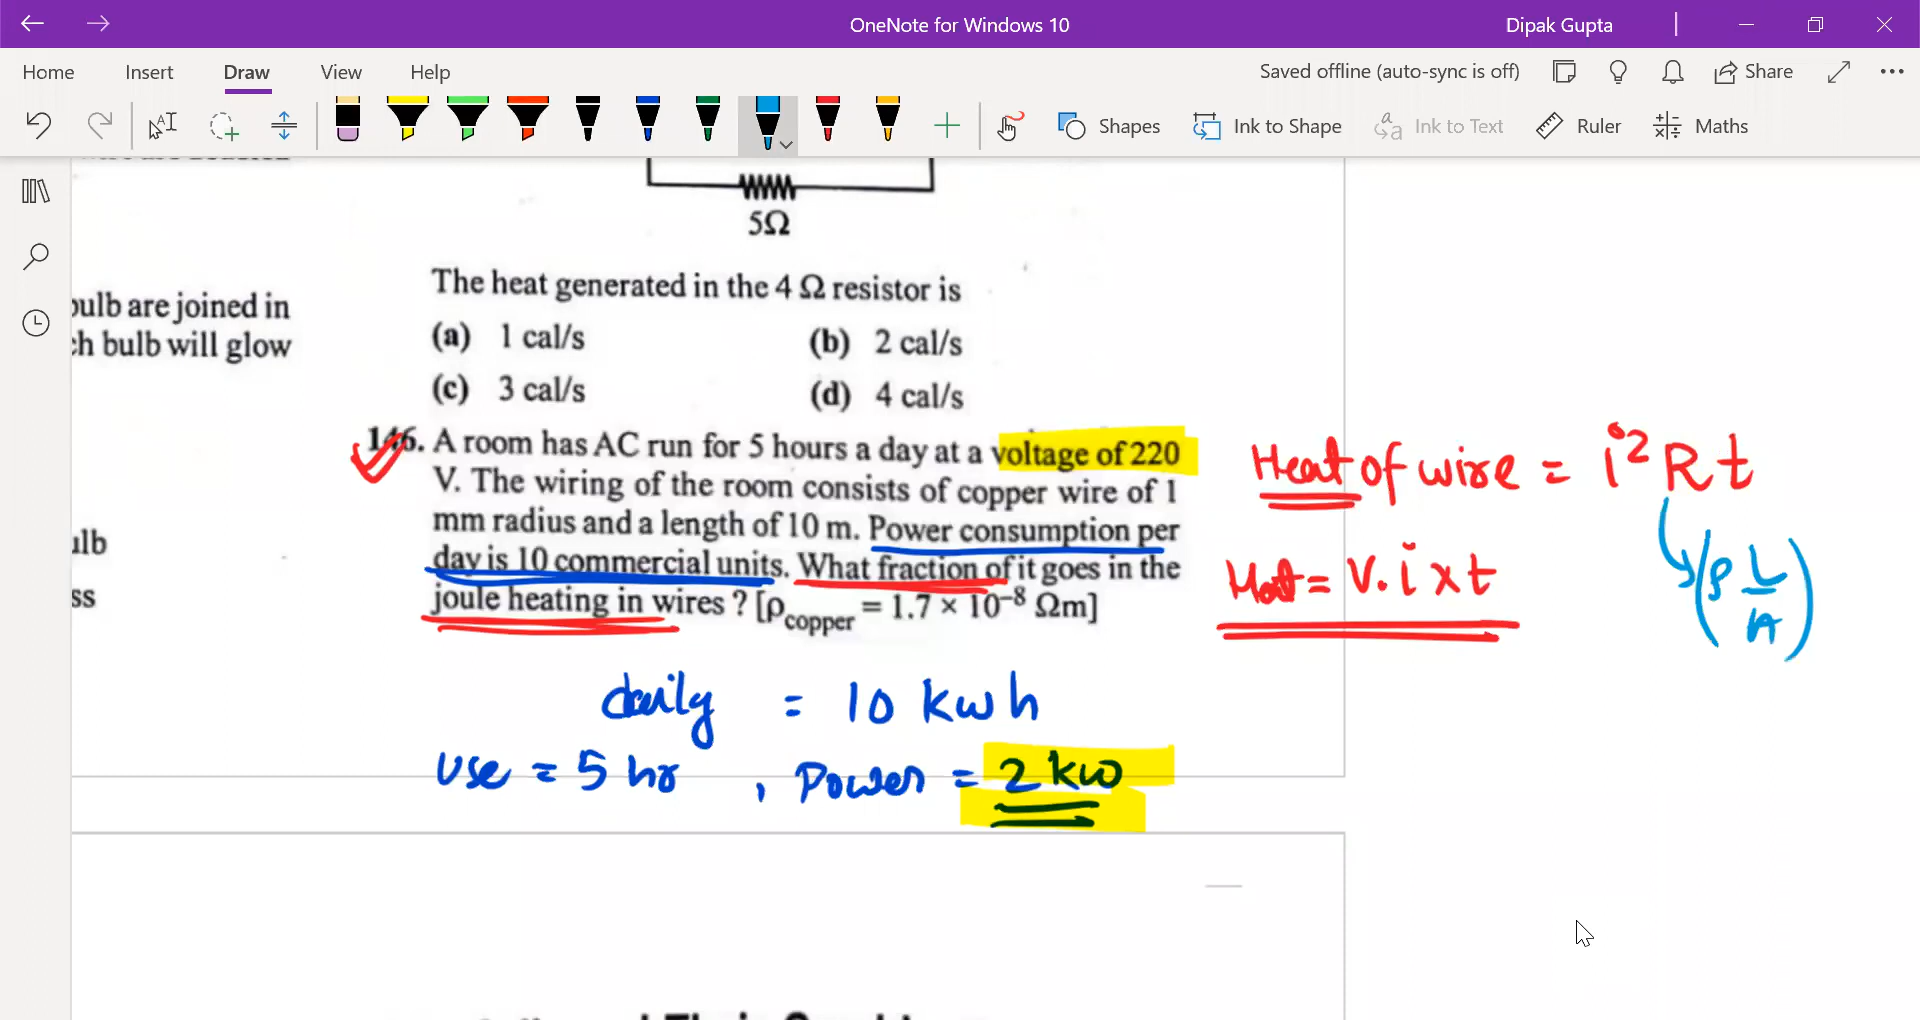 OneNote for Windows 10
Dipak Gupta
Home Insert Draw View Help
Saved offline (auto-sync is off) Share
Shapes Ink to Shape Ink to Text Ruler Maths
5Ω
The heat generated in the 4 Ω resistor is
(a) 1 cal/s (b) 2 cal/s
(c) 3 cal/s (d) 4 cal/s
ulb are joined in
h bulb will glow
lb
ss
146. A room has AC run for 5 hours a day at a voltage of 220
V. The wiring of the room consists of copper wire of 1
mm radius and a length of 10 m. Power consumption per
day is 10 commercial units. What fraction of it goes in the
joule heating in wires ? [ρcopper = 1.7 × 10⁻⁸ Ωm]
Heat of wire = i² R t
(ρ L/A)
Heat = V.i x t
daily = 10 kwh
use = 5 hr , Power = 2 kw